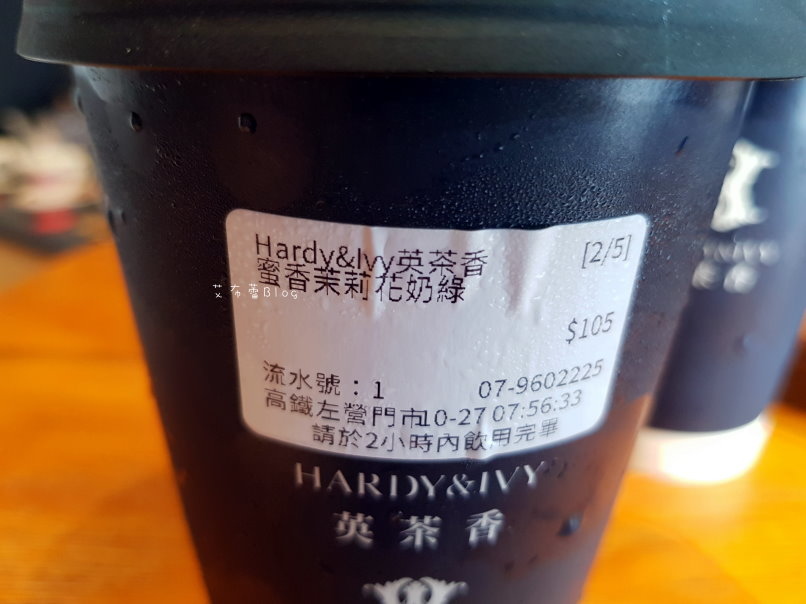 Hardy&Ivy英茶香 [2/5]
蜜香茉莉花奶綠
艾布蕾Blog
$105
流水號：1 07-9602225
高鐵左營門市10-27 07:56:33
請於2小時內飲用完畢
HARDY&IVY
英茶香